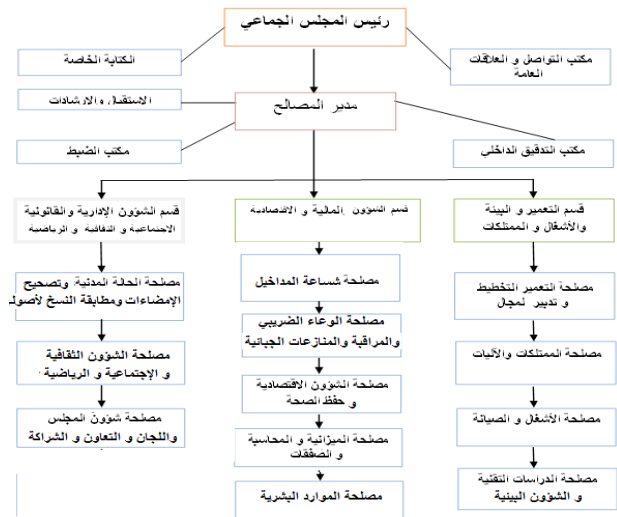 رئيس المجلس الجماعي
مكتب التواصل و العلاقات
العامة
الكتابة الخاصة
مدير المصالح
الاستقبال والارشادات
مكتب التدقيق الداخلي
مكتب الضبط
قسم التعمير و البيئة
والأشغال و الممتلكات
قسم الشؤون المالية و الاقتصادية
قسم الشؤون الإدارية والقانونية
الاجتماعية و الثقافية و الرياضية
مصلحة التعمير التخطيط
و تدبير المجال
مصلحة الممتلكات والآليات
مصلحة الأشغال و الصيانة
مصلحة الدراسات التقنية
و الشؤون البيئية
مصلحة شساعة المداخيل
مصلحة الوعاء الضريبي
والمراقبة والمنازعات الجبائية
مصلحة الشؤون الاقتصادية
و حفظ الصحة
مصلحة الميزانية و المحاسبة
و الصفقات
مصلحة الموارد البشرية
مصلحة الحالة المدنية وتصحيح
الإمضاءات ومطابقة النسخ لأصول
مصلحة الشؤون الثقافية
و الإجتماعية و الرياضية
مصلحة شؤون المجلس
واللجان و التعاون و الشراكة